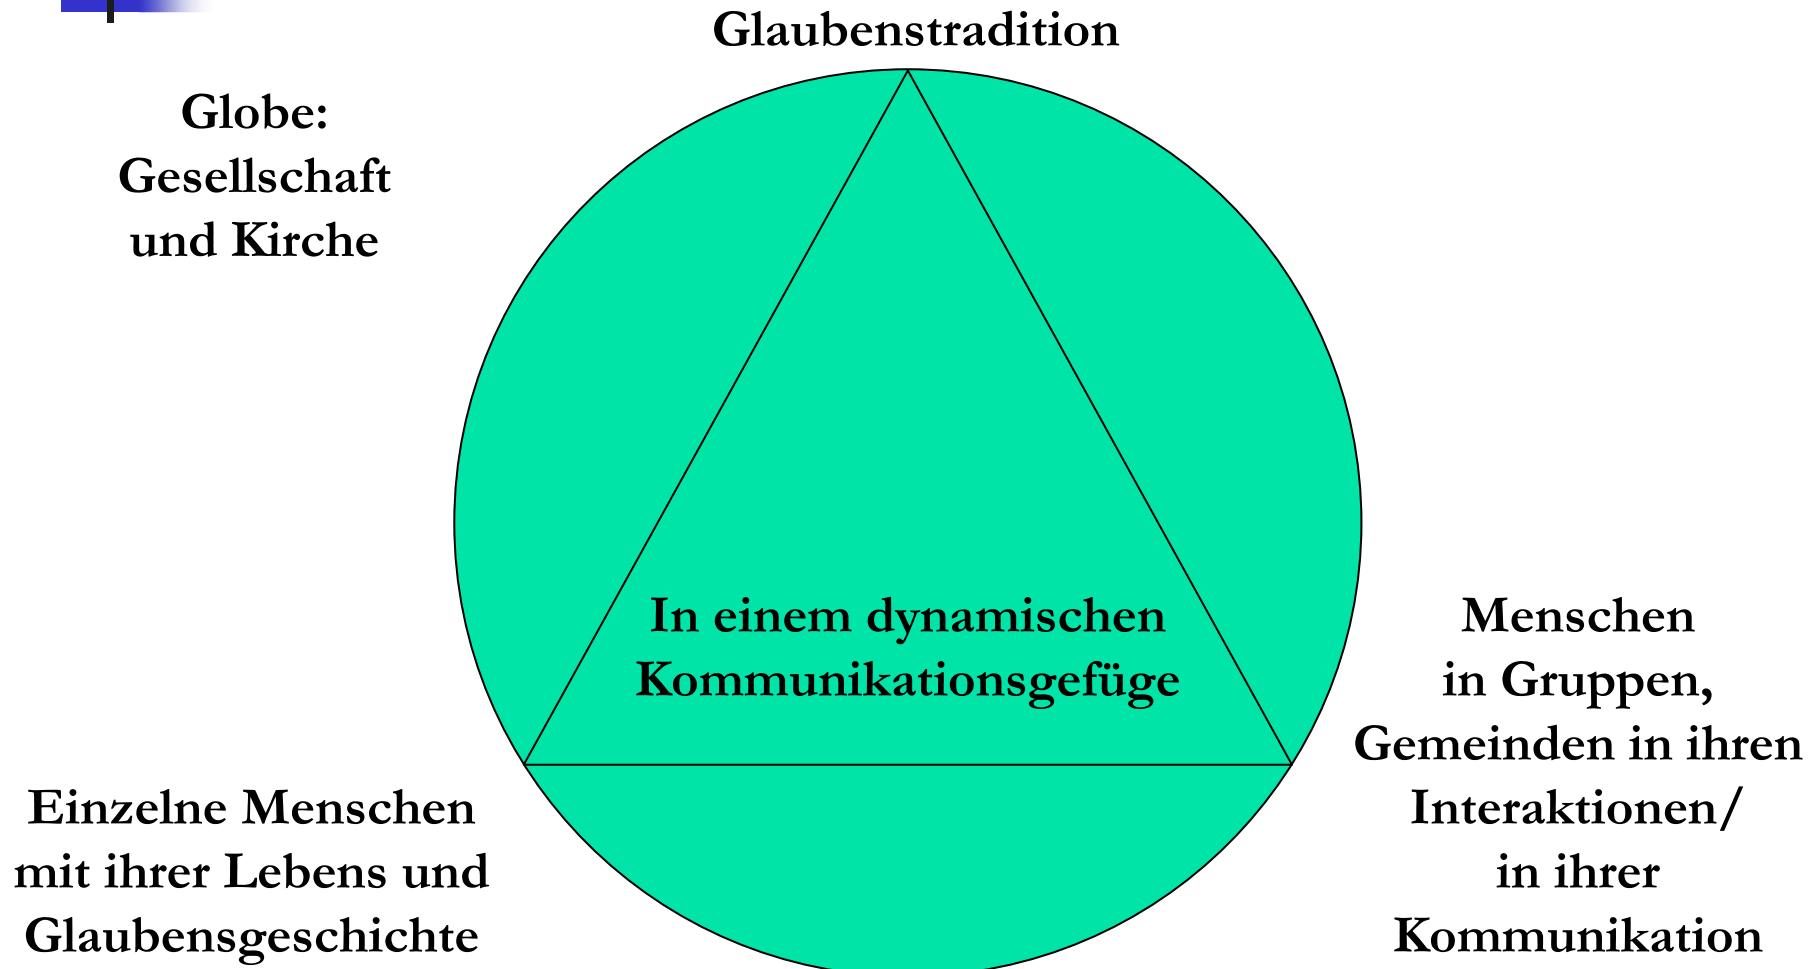 Glaubenstradition
Globe:
Gesellschaft
und Kirche
In einem dynamischen
Kommunikationsgefüge
Menschen
in Gruppen,
Gemeinden in ihren
Interaktionen/
in ihrer
Kommunikation
Einzelne Menschen
mit ihrer Lebens und
Glaubensgeschichte